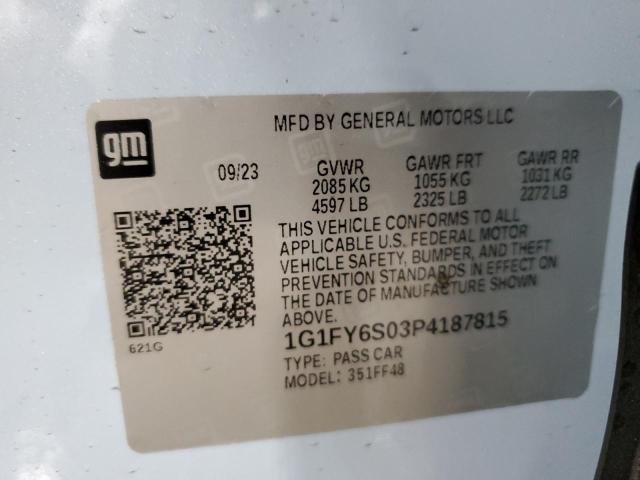 gm
MFD BY GENERAL MOTORS LLC
09/23
GVWR GAWR FRT GAWR RR
2085 KG 1055 KG 1031 KG
4597 LB 2325 LB 2272 LB
THIS VEHICLE CONFORMS TO ALL
APPLICABLE U.S. FEDERAL MOTOR
VEHICLE SAFETY, BUMPER, AND THEFT
PREVENTION STANDARDS IN EFFECT ON
THE DATE OF MANUFACTURE SHOWN
ABOVE.
621G
1G1FY6S03P4187815
TYPE: PASS CAR
MODEL: 351FF48